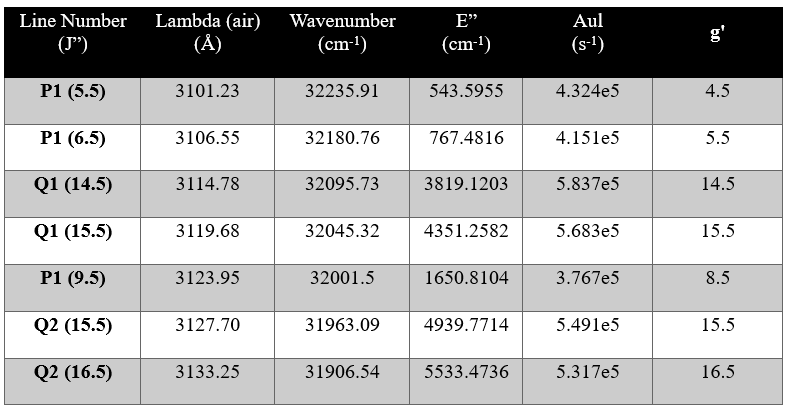 Line Number (J”) Lambda (air) (Å) Wavenumber (cm-1) E” (cm-1) Aul (s-1) g'
P1 (5.5) 3101.23 32235.91 543.5955 4.324e5 4.5
P1 (6.5) 3106.55 32180.76 767.4816 4.151e5 5.5
Q1 (14.5) 3114.78 32095.73 3819.1203 5.837e5 14.5
Q1 (15.5) 3119.68 32045.32 4351.2582 5.683e5 15.5
P1 (9.5) 3123.95 32001.5 1650.8104 3.767e5 8.5
Q2 (15.5) 3127.70 31963.09 4939.7714 5.491e5 15.5
Q2 (16.5) 3133.25 31906.54 5533.4736 5.317e5 16.5